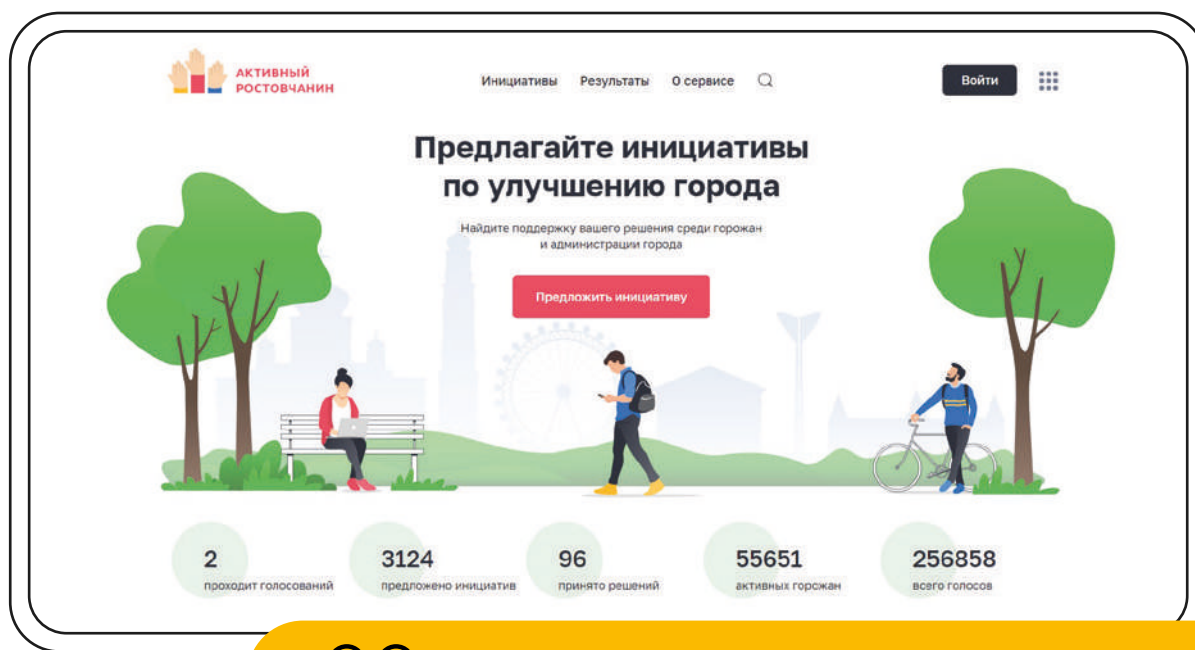 АКТИВНЫЙ
РОСТОВЧАНИН
Инициативы Результаты О сервисе
Войти
Предлагайте инициативы
по улучшению города
Найдите поддержку вашего решения среди горожан
и администрации города
Предложить инициативу
2 3124 96 55651 256858
проходит голосований предложено инициатив принято решений активных горожан всего голосов